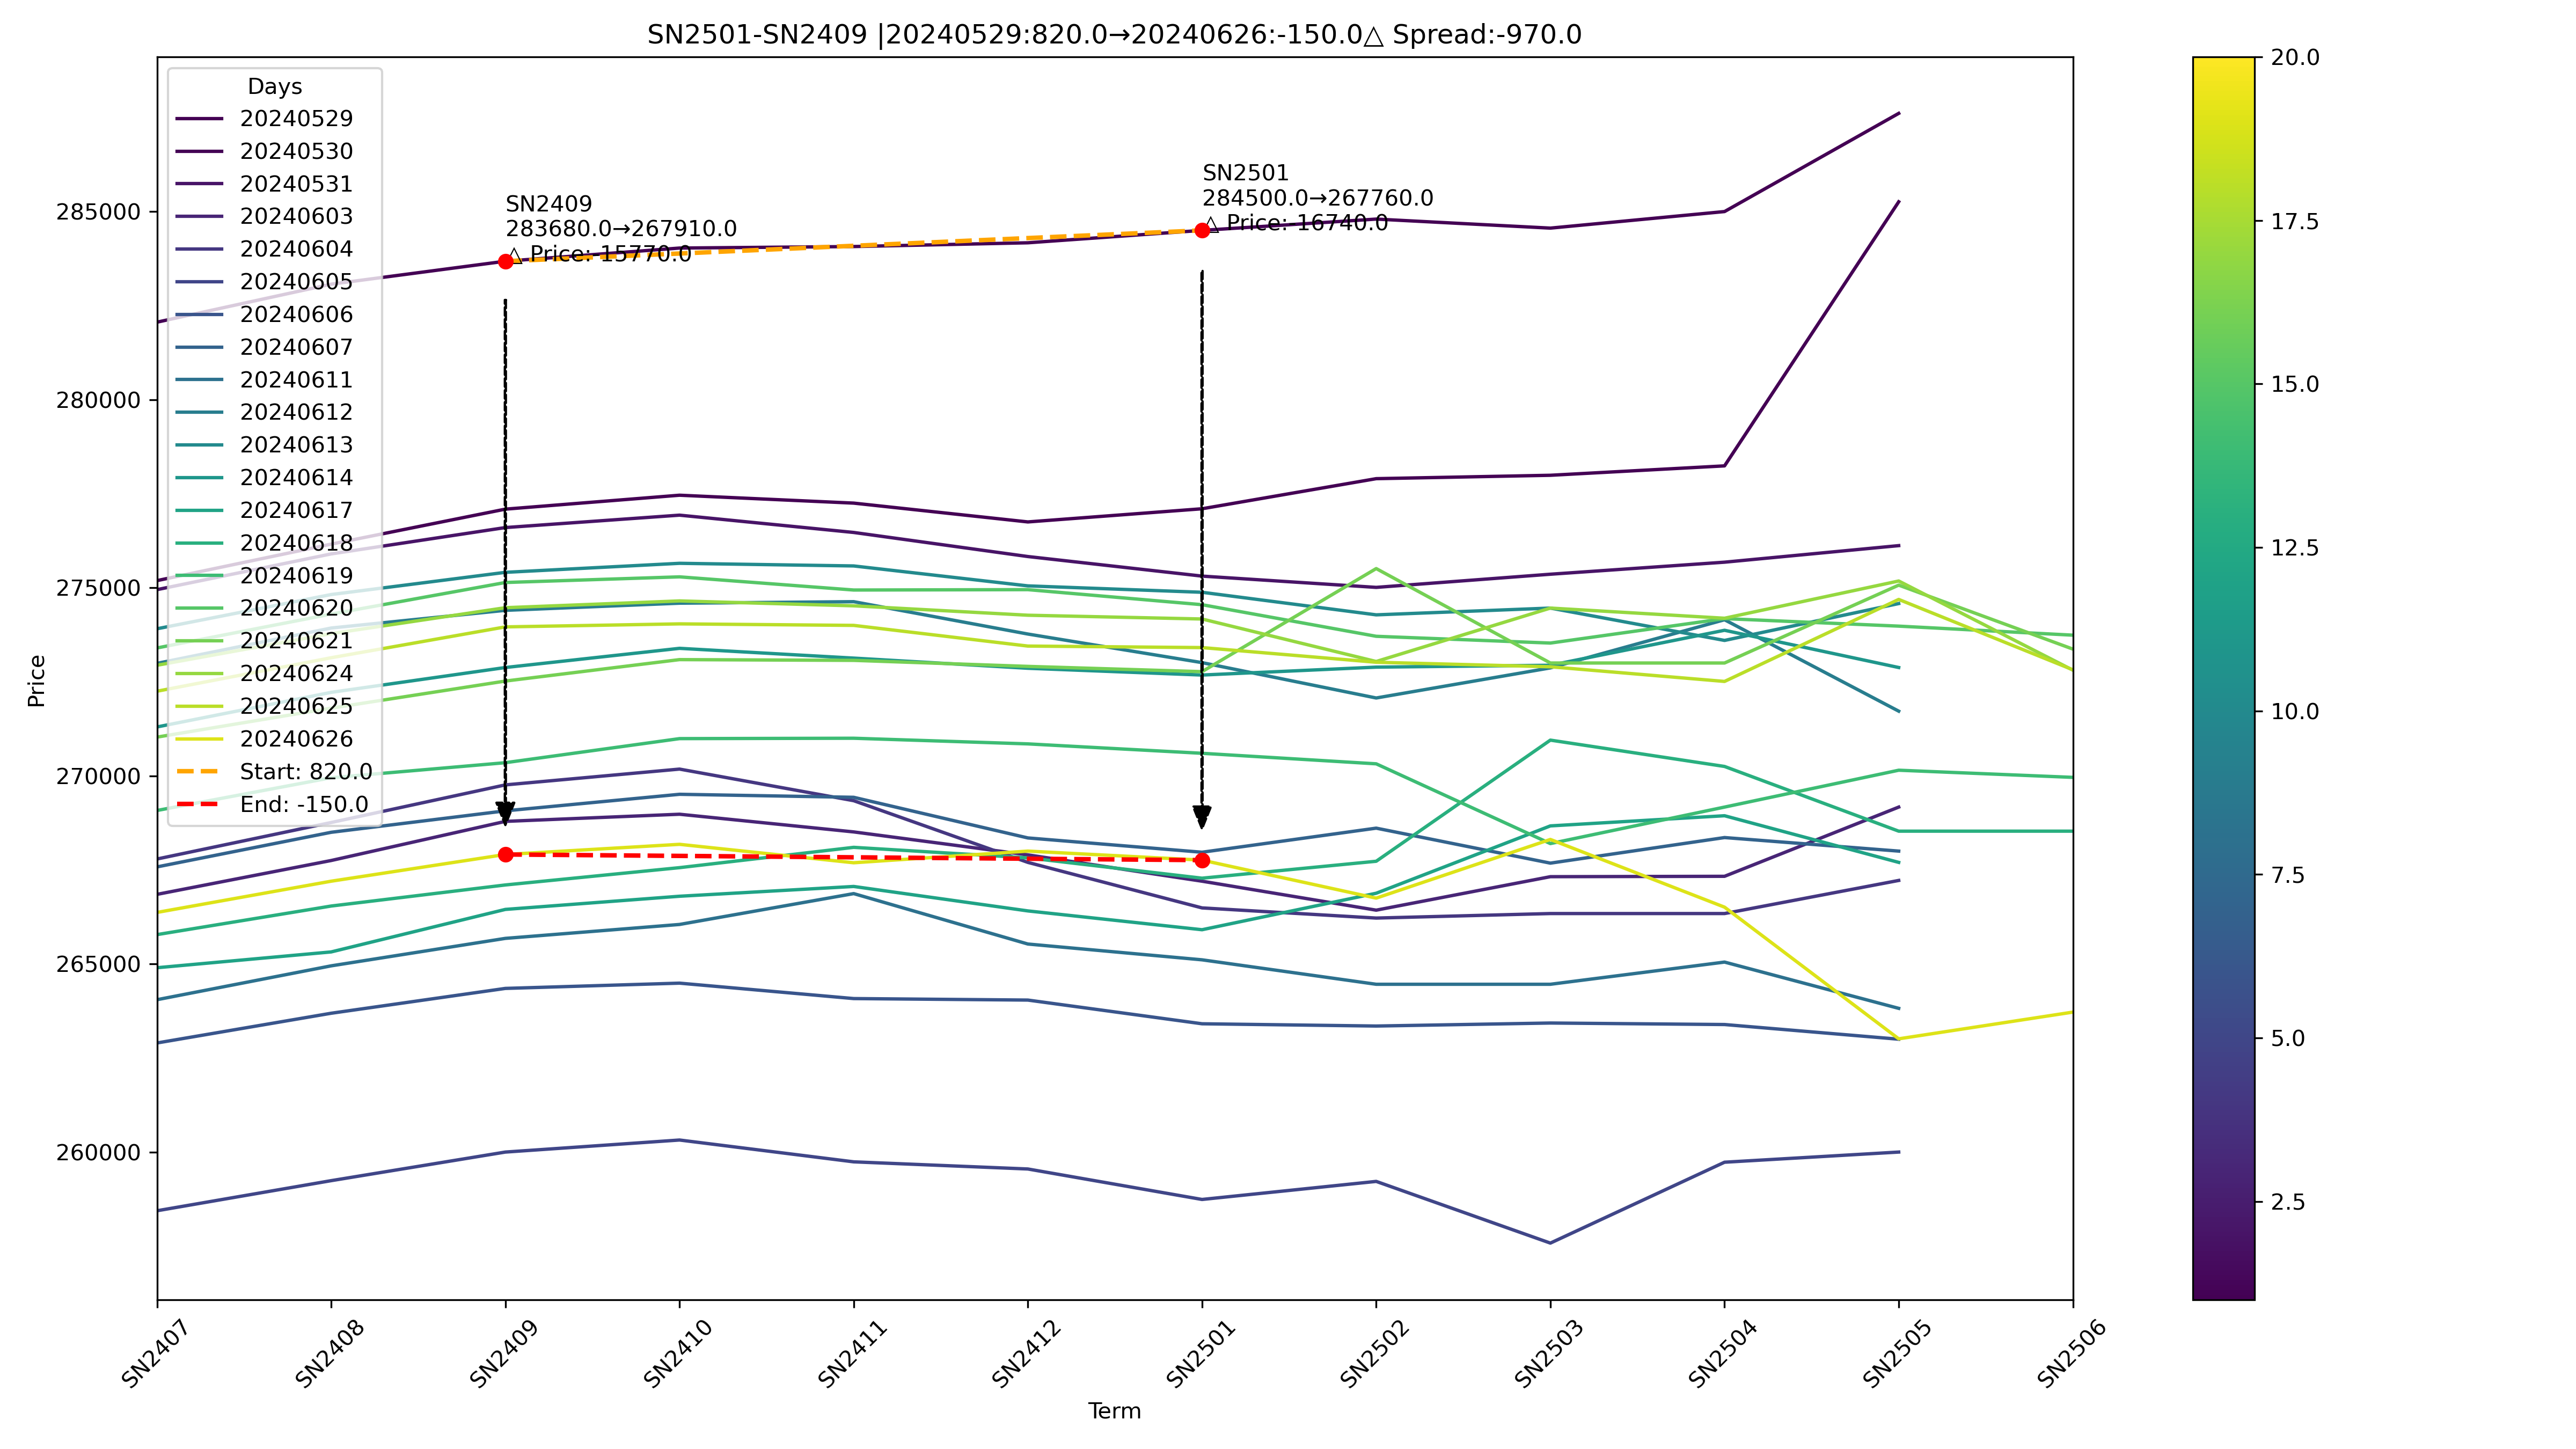 SN2501-SN2409 |20240529:820.0→20240626:-150.0△ Spread:-970.0
Days
20240529
20240530
20240531
20240603
20240604
20240605
20240606
20240607
20240611
20240612
20240613
20240614
20240617
20240618
20240619
20240620
20240621
20240624
20240625
20240626
Start: 820.0
End: -150.0
SN2409
283680.0→267910.0
△ Price: 15770.0
SN2501
284500.0→267760.0
△ Price: 16740.0
Price
285000
280000
275000
270000
265000
260000
SN2407
SN2408
SN2409
SN2410
SN2411
SN2412
SN2501
SN2502
SN2503
SN2504
SN2505
SN2506
Term
20.0
17.5
15.0
12.5
10.0
7.5
5.0
2.5